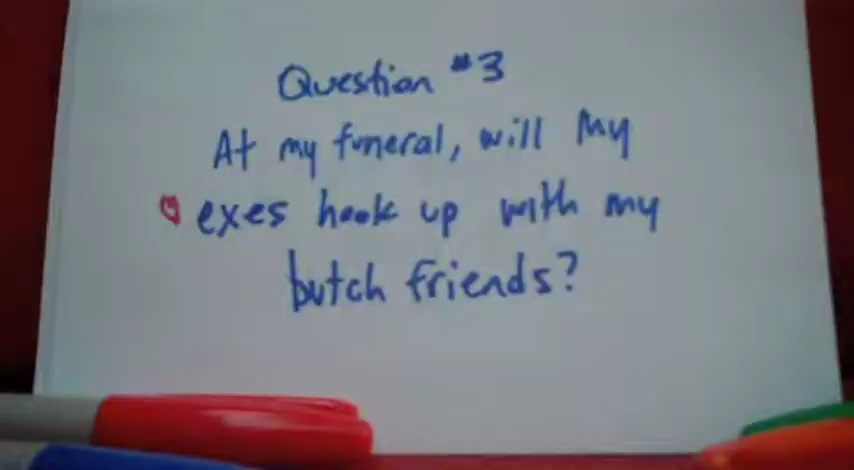 Question #3
At my funeral, will my
exes hook up with my
butch friends?